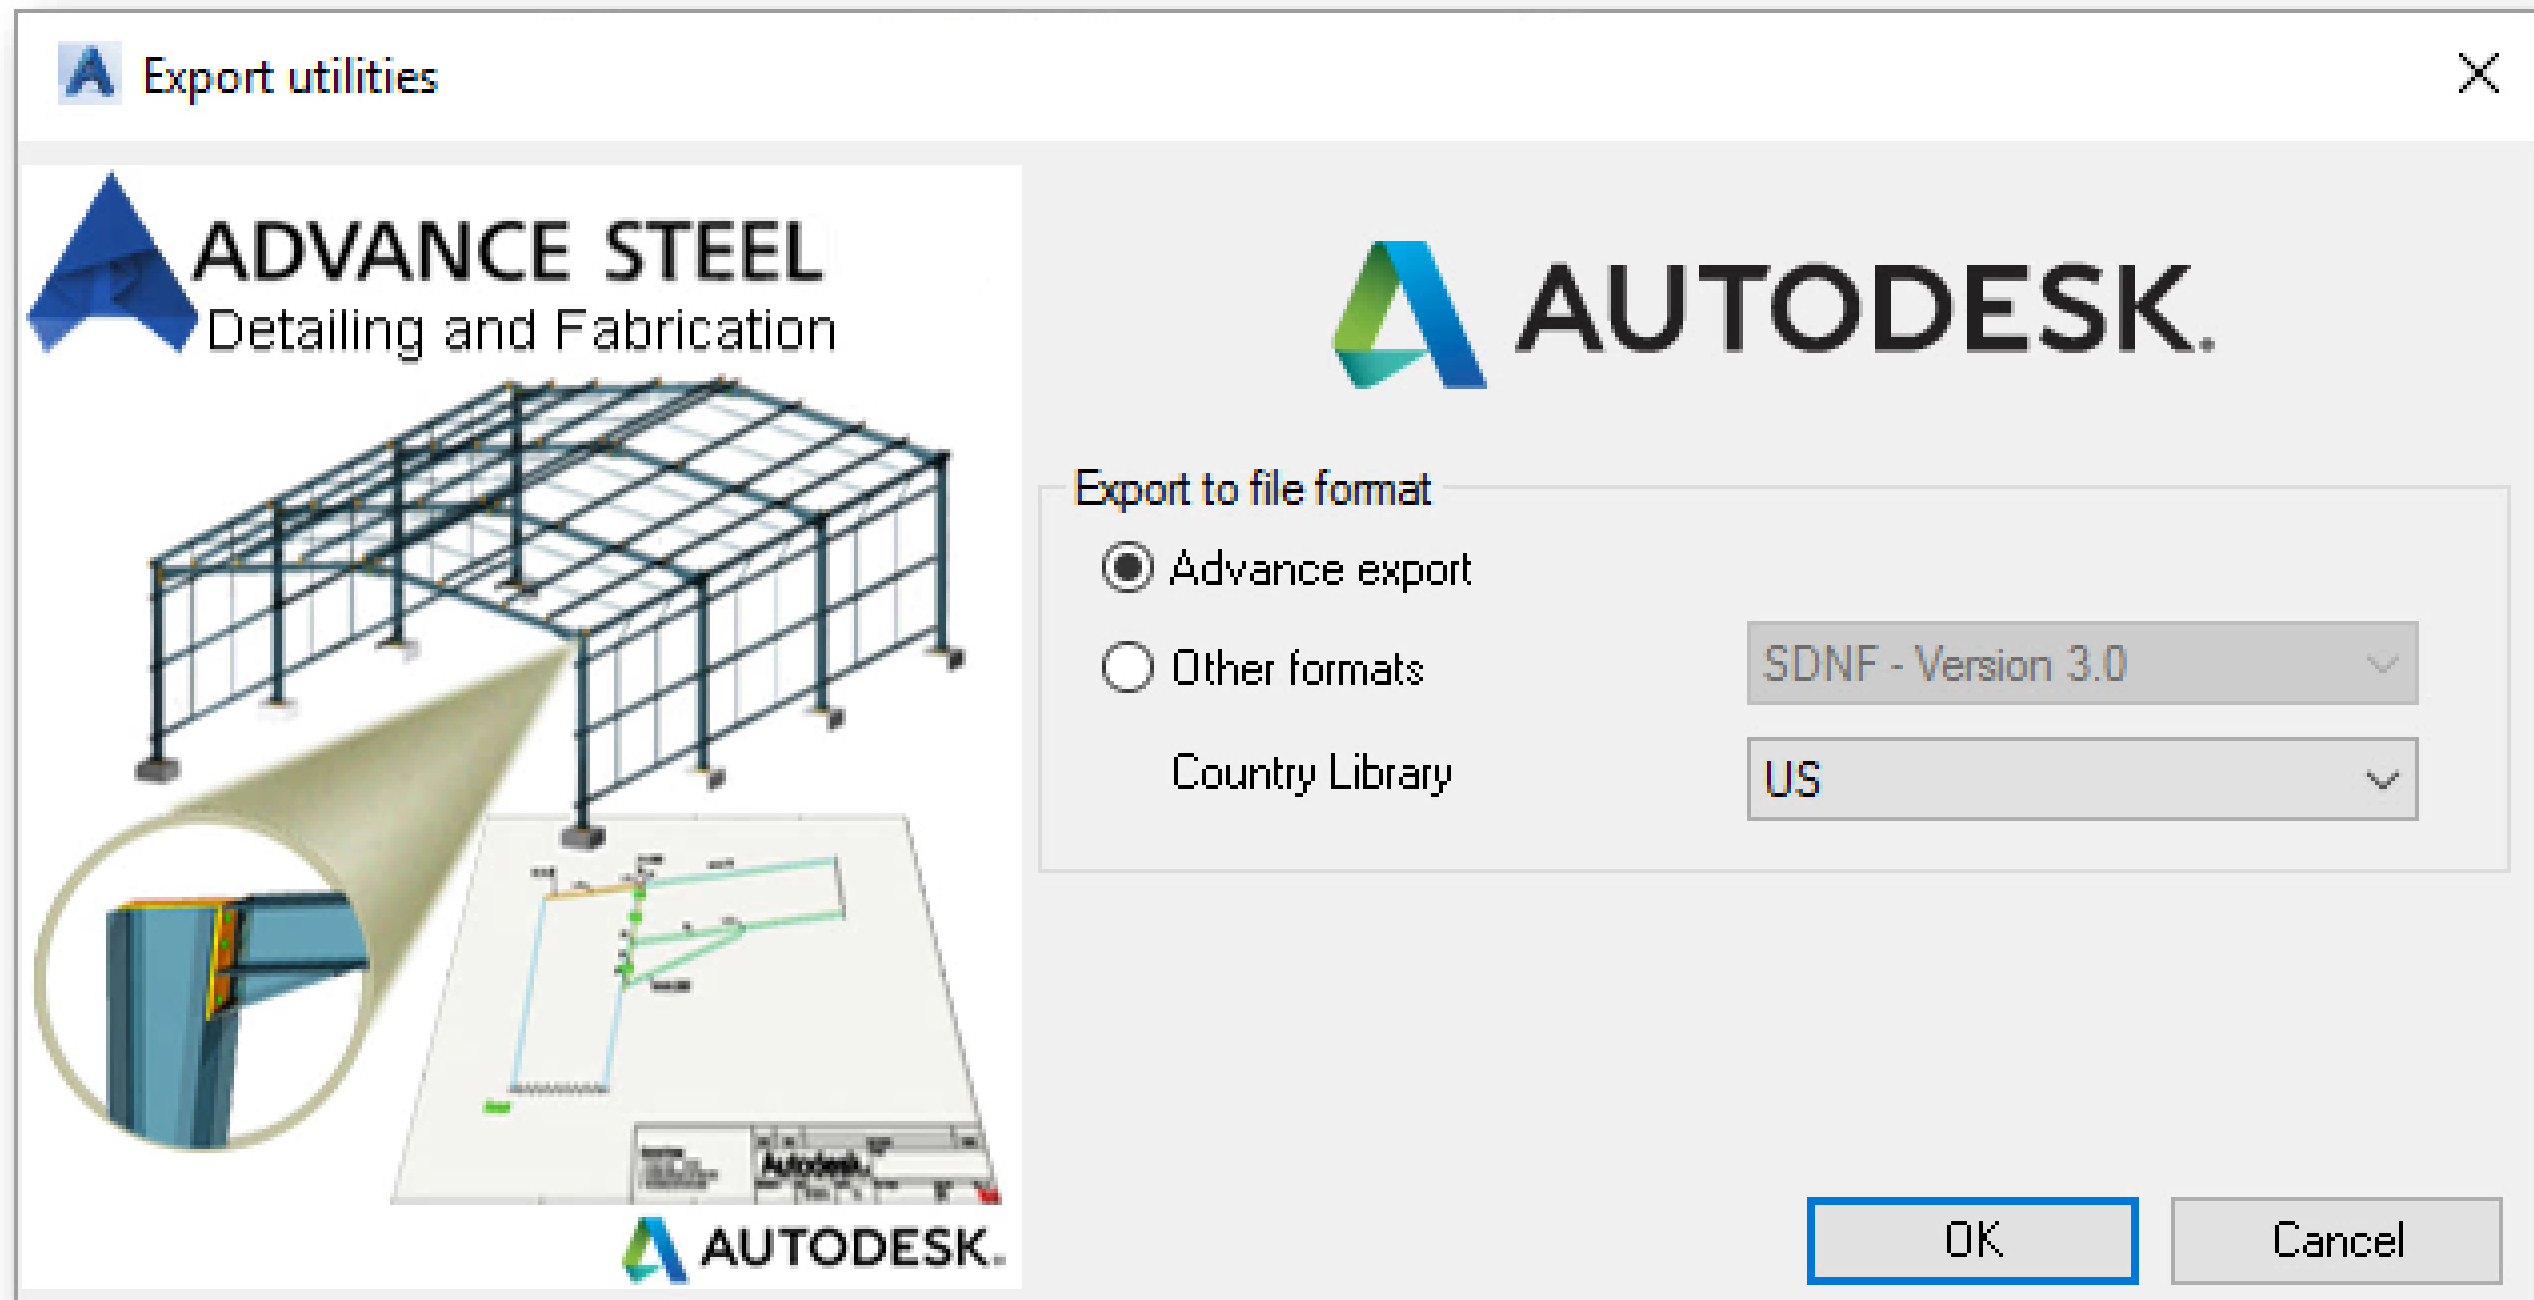 Export utilities
ADVANCE STEEL
Detailing and Fabrication
Autodesk
AUTODESK.
AUTODESK.
Export to file format
Advance export
Other formats
SDNF - Version 3.0
Country Library
US
OK
Cancel